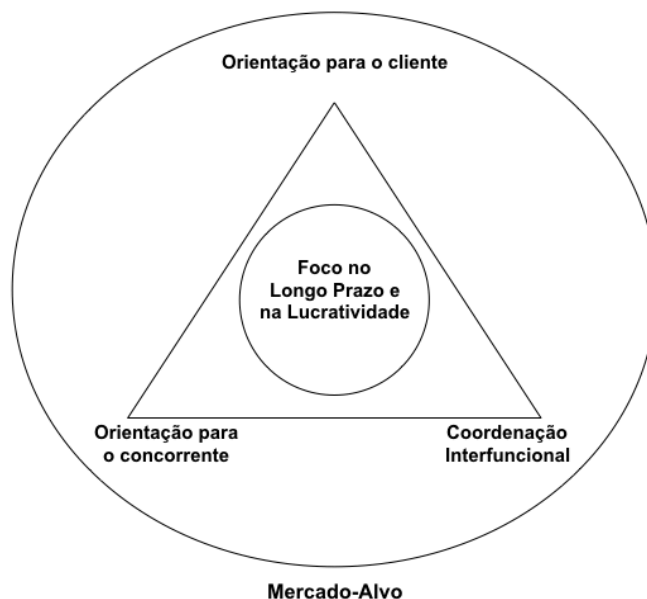 Orientação para o cliente
Foco no
Longo Prazo e
na Lucratividade
Orientação para
o concorrente
Coordenação
Interfuncional
Mercado-Alvo